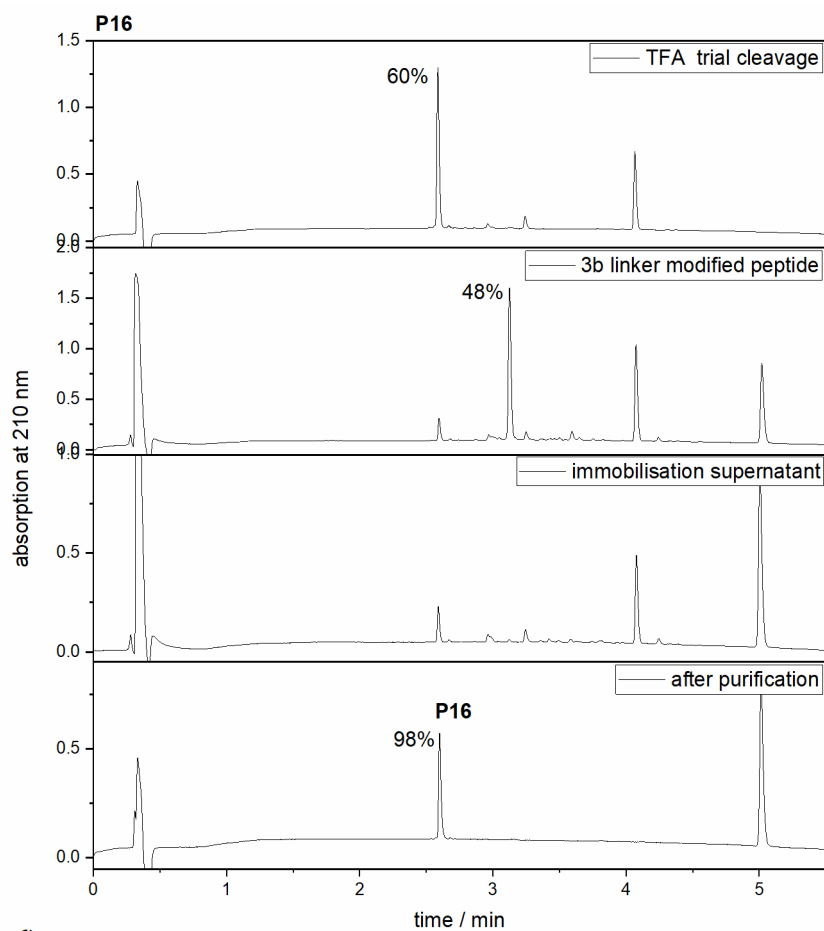 P16
1.5
TFA trial cleavage
60%
1.0
0.5
0.0
2.0
3b linker modified peptide
48%
1.5
1.0
0.5
0.0
1.0
immobilisation supernatant
0.5
0.0
after purification
P16
98%
0.5
0.0
0 1 2 3 4 5
time / min
absorption at 210 nm